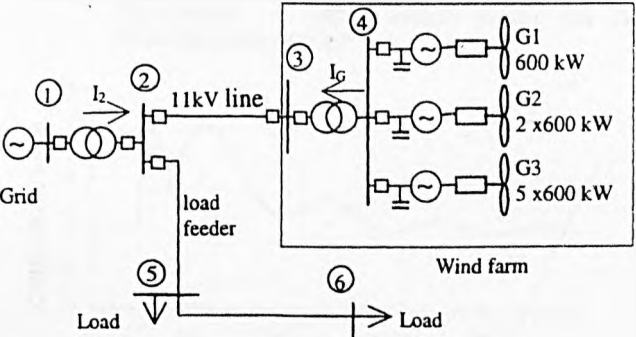 ④
③
G1
600 kW
①
I2
②
11kV line
IG
G2
2 x600 kW
Grid
load
feeder
G3
5 x600 kW
Wind farm
⑤
⑥
Load
Load